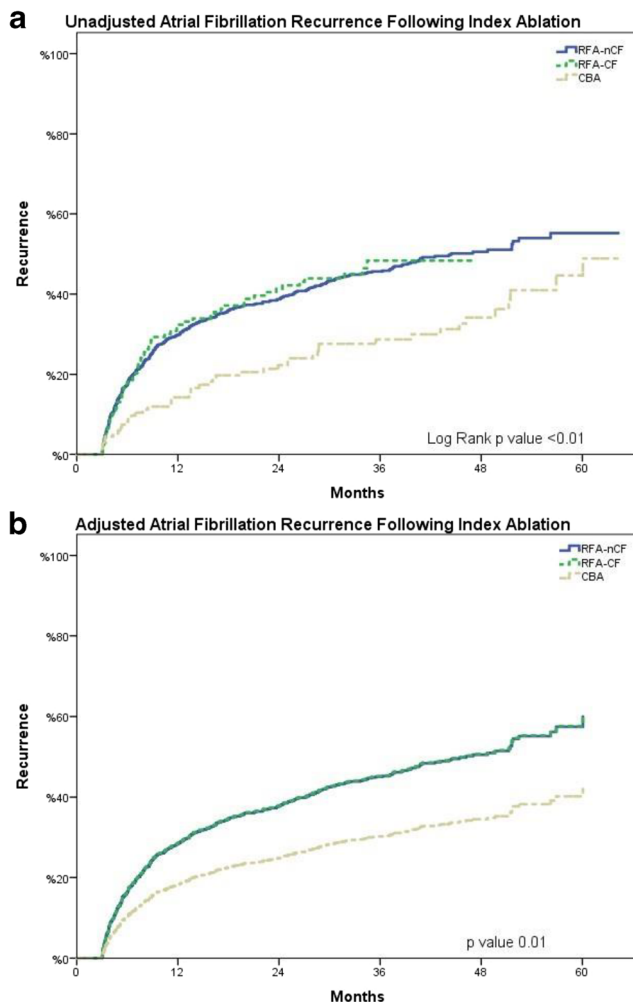 a
Unadjusted Atrial Fibrillation Recurrence Following Index Ablation
%100
%80
%60
%40
%20
%0
Recurrence
RFA-nCF
RFA-CF
CBA
Log Rank p value <0.01
0 12 24 36 48 60
Months
b
Adjusted Atrial Fibrillation Recurrence Following Index Ablation
%100
%80
%60
%40
%20
%0
Recurrence
RFA-nCF
RFA-CF
CBA
p value 0.01
0 12 24 36 48 60
Months